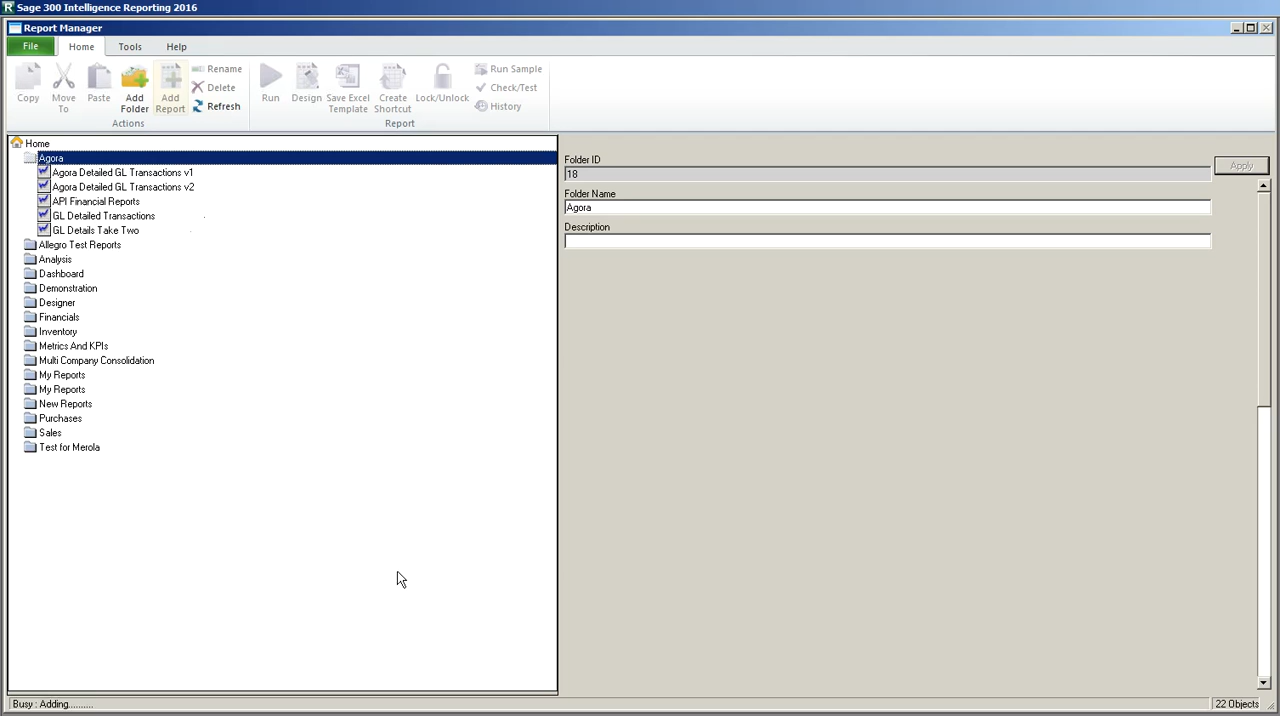 Sage 300 Intelligence Reporting 2016
Report Manager
File Home Tools Help
Copy Move To Paste Add Folder Add Report Rename Delete Refresh
Actions
Run Design Save Excel Template Create Shortcut Lock/Unlock Run Sample Check/Test History
Report
Home
Agora
Agora Detailed GL Transactions v1
Agora Detailed GL Transactions v2
API Financial Reports
GL Detailed Transactions
GL Details Take Two
Allegro Test Reports
Analysis
Dashboard
Demonstration
Designer
Financials
Inventory
Metrics And KPIs
Multi Company Consolidation
My Reports
My Reports
New Reports
Purchases
Sales
Test for Merola
Folder ID
18
Apply
Folder Name
Agora
Description
Busy : Adding..........
22 Objects